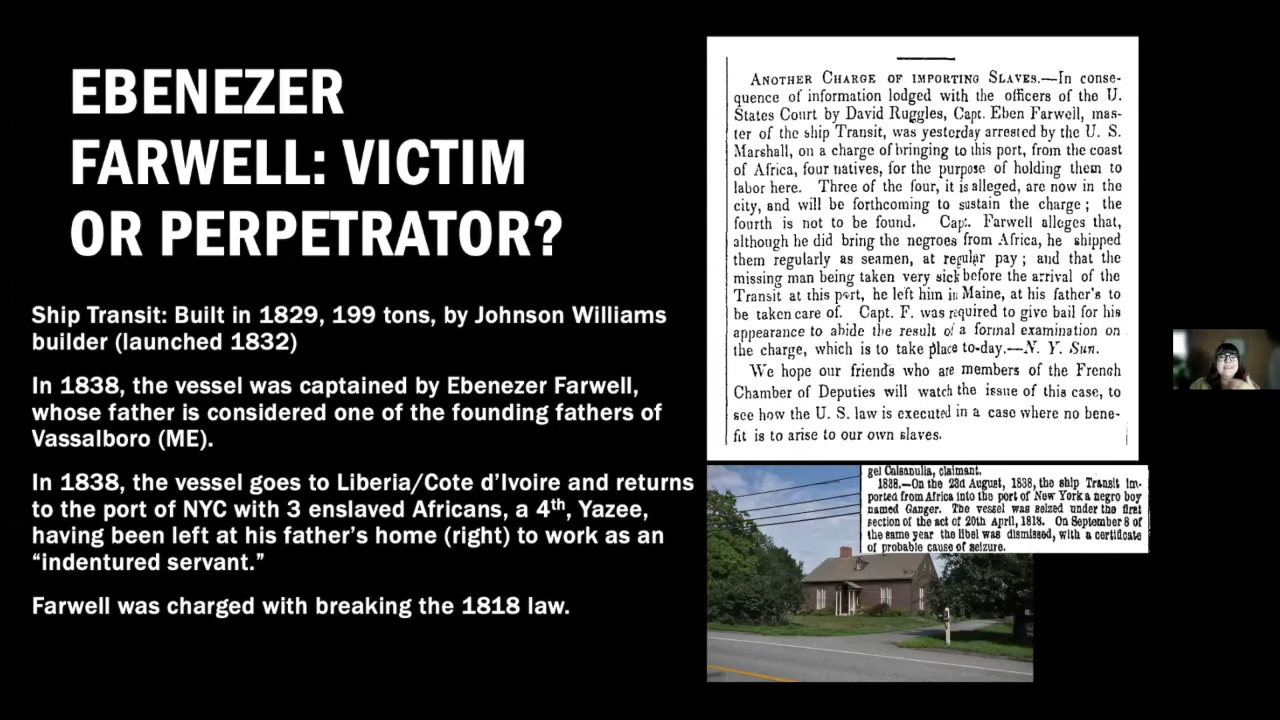 EBENEZER
FARWELL: VICTIM
OR PERPETRATOR?
Ship Transit: Built in 1829, 199 tons, by Johnson Williams
builder (launched 1832)
In 1838, the vessel was captained by Ebenezer Farwell,
whose father is considered one of the founding fathers of
Vassalboro (ME).
In 1838, the vessel goes to Liberia/Cote d’Ivoire and returns
to the port of NYC with 3 enslaved Africans, a 4th, Yazee,
having been left at his father’s home (right) to work as an
“indentured servant.”
Farwell was charged with breaking the 1818 law.
ANOTHER CHARGE OF IMPORTING SLAVES.—In conse-
quence of information lodged with the officers of the U.
States Court by David Ruggles, Capt. Eben Farwell, mas-
ter of the ship Transit, was yesterday arrested by the U. S.
Marshall, on a charge of bringing to this port, from the coast
of Africa, four natives, for the purpose of holding them to
labor here. Three of the four, it is alleged, are now in the
city, and will be forthcoming to sustain the charge; the
fourth is not to be found. Capt. Farwell alleges that,
although he did bring the negroes from Africa, he shipped
them regularly as seamen, at regular pay; and that the
missing man being taken very sick before the arrival of the
Transit at this port, he left him in Maine, at his father's to
be taken care of. Capt. F. was required to give bail for his
appearance to abide the result of a formal examination on
the charge, which is to take place to-day.—N. Y. Sun.
We hope our friends who are members of the French
Chamber of Deputies will watch the issue of this case, to
see how the U. S. law is executed in a case where no bene-
fit is to arise to our own slaves.
gel Calsapulia, claimant.
1838.—On the 23d August, 1838, the ship Transit im-
ported from Africa into the port of New York a negro boy
named Ganger. The vessel was seized under the first
section of the act of 20th April, 1818. On September 8 of
the same year the libel was dismissed, with a certificate
of probable cause of seizure.